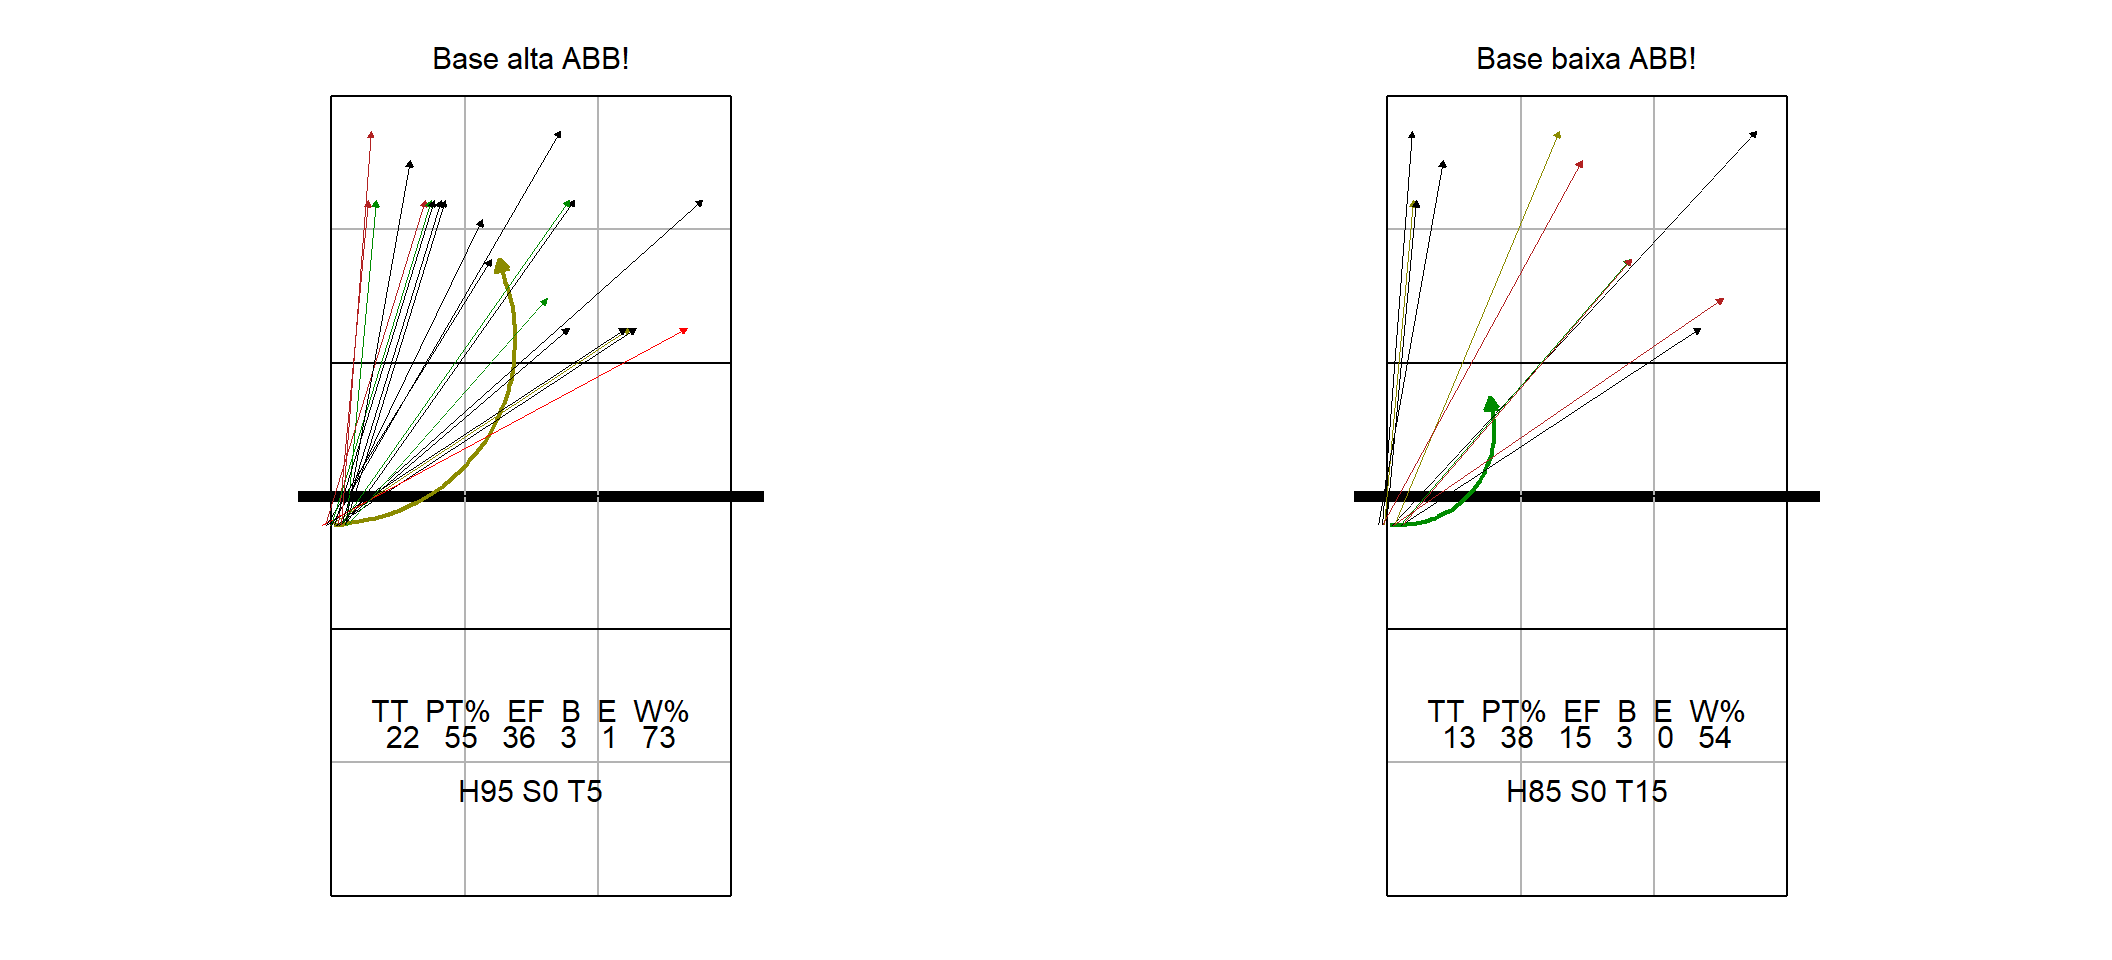 Base alta ABB!
TT PT% EF B E W%
22 55 36 3 1 73
H95 S0 T5
Base baixa ABB!
TT PT% EF B E W%
13 38 15 3 0 54
H85 S0 T15